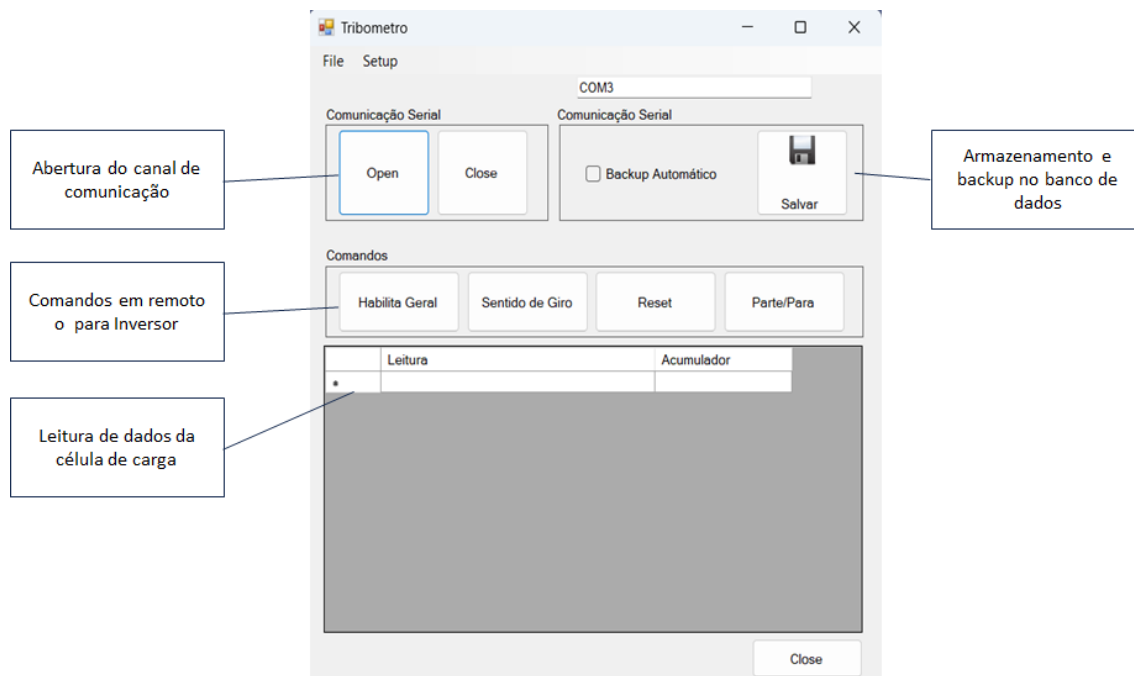 Tribometro
File Setup
COM3
Comunicação Serial
Comunicação Serial
Abertura do canal de
comunicação
Open
Close
Backup Automático
Salvar
Armazenamento e
backup no banco de
dados
Comandos
Comandos em remoto
o para Inversor
Habilita Geral
Sentido de Giro
Reset
Parte/Para
Leitura
Acumulador
Leitura de dados da
célula de carga
Close